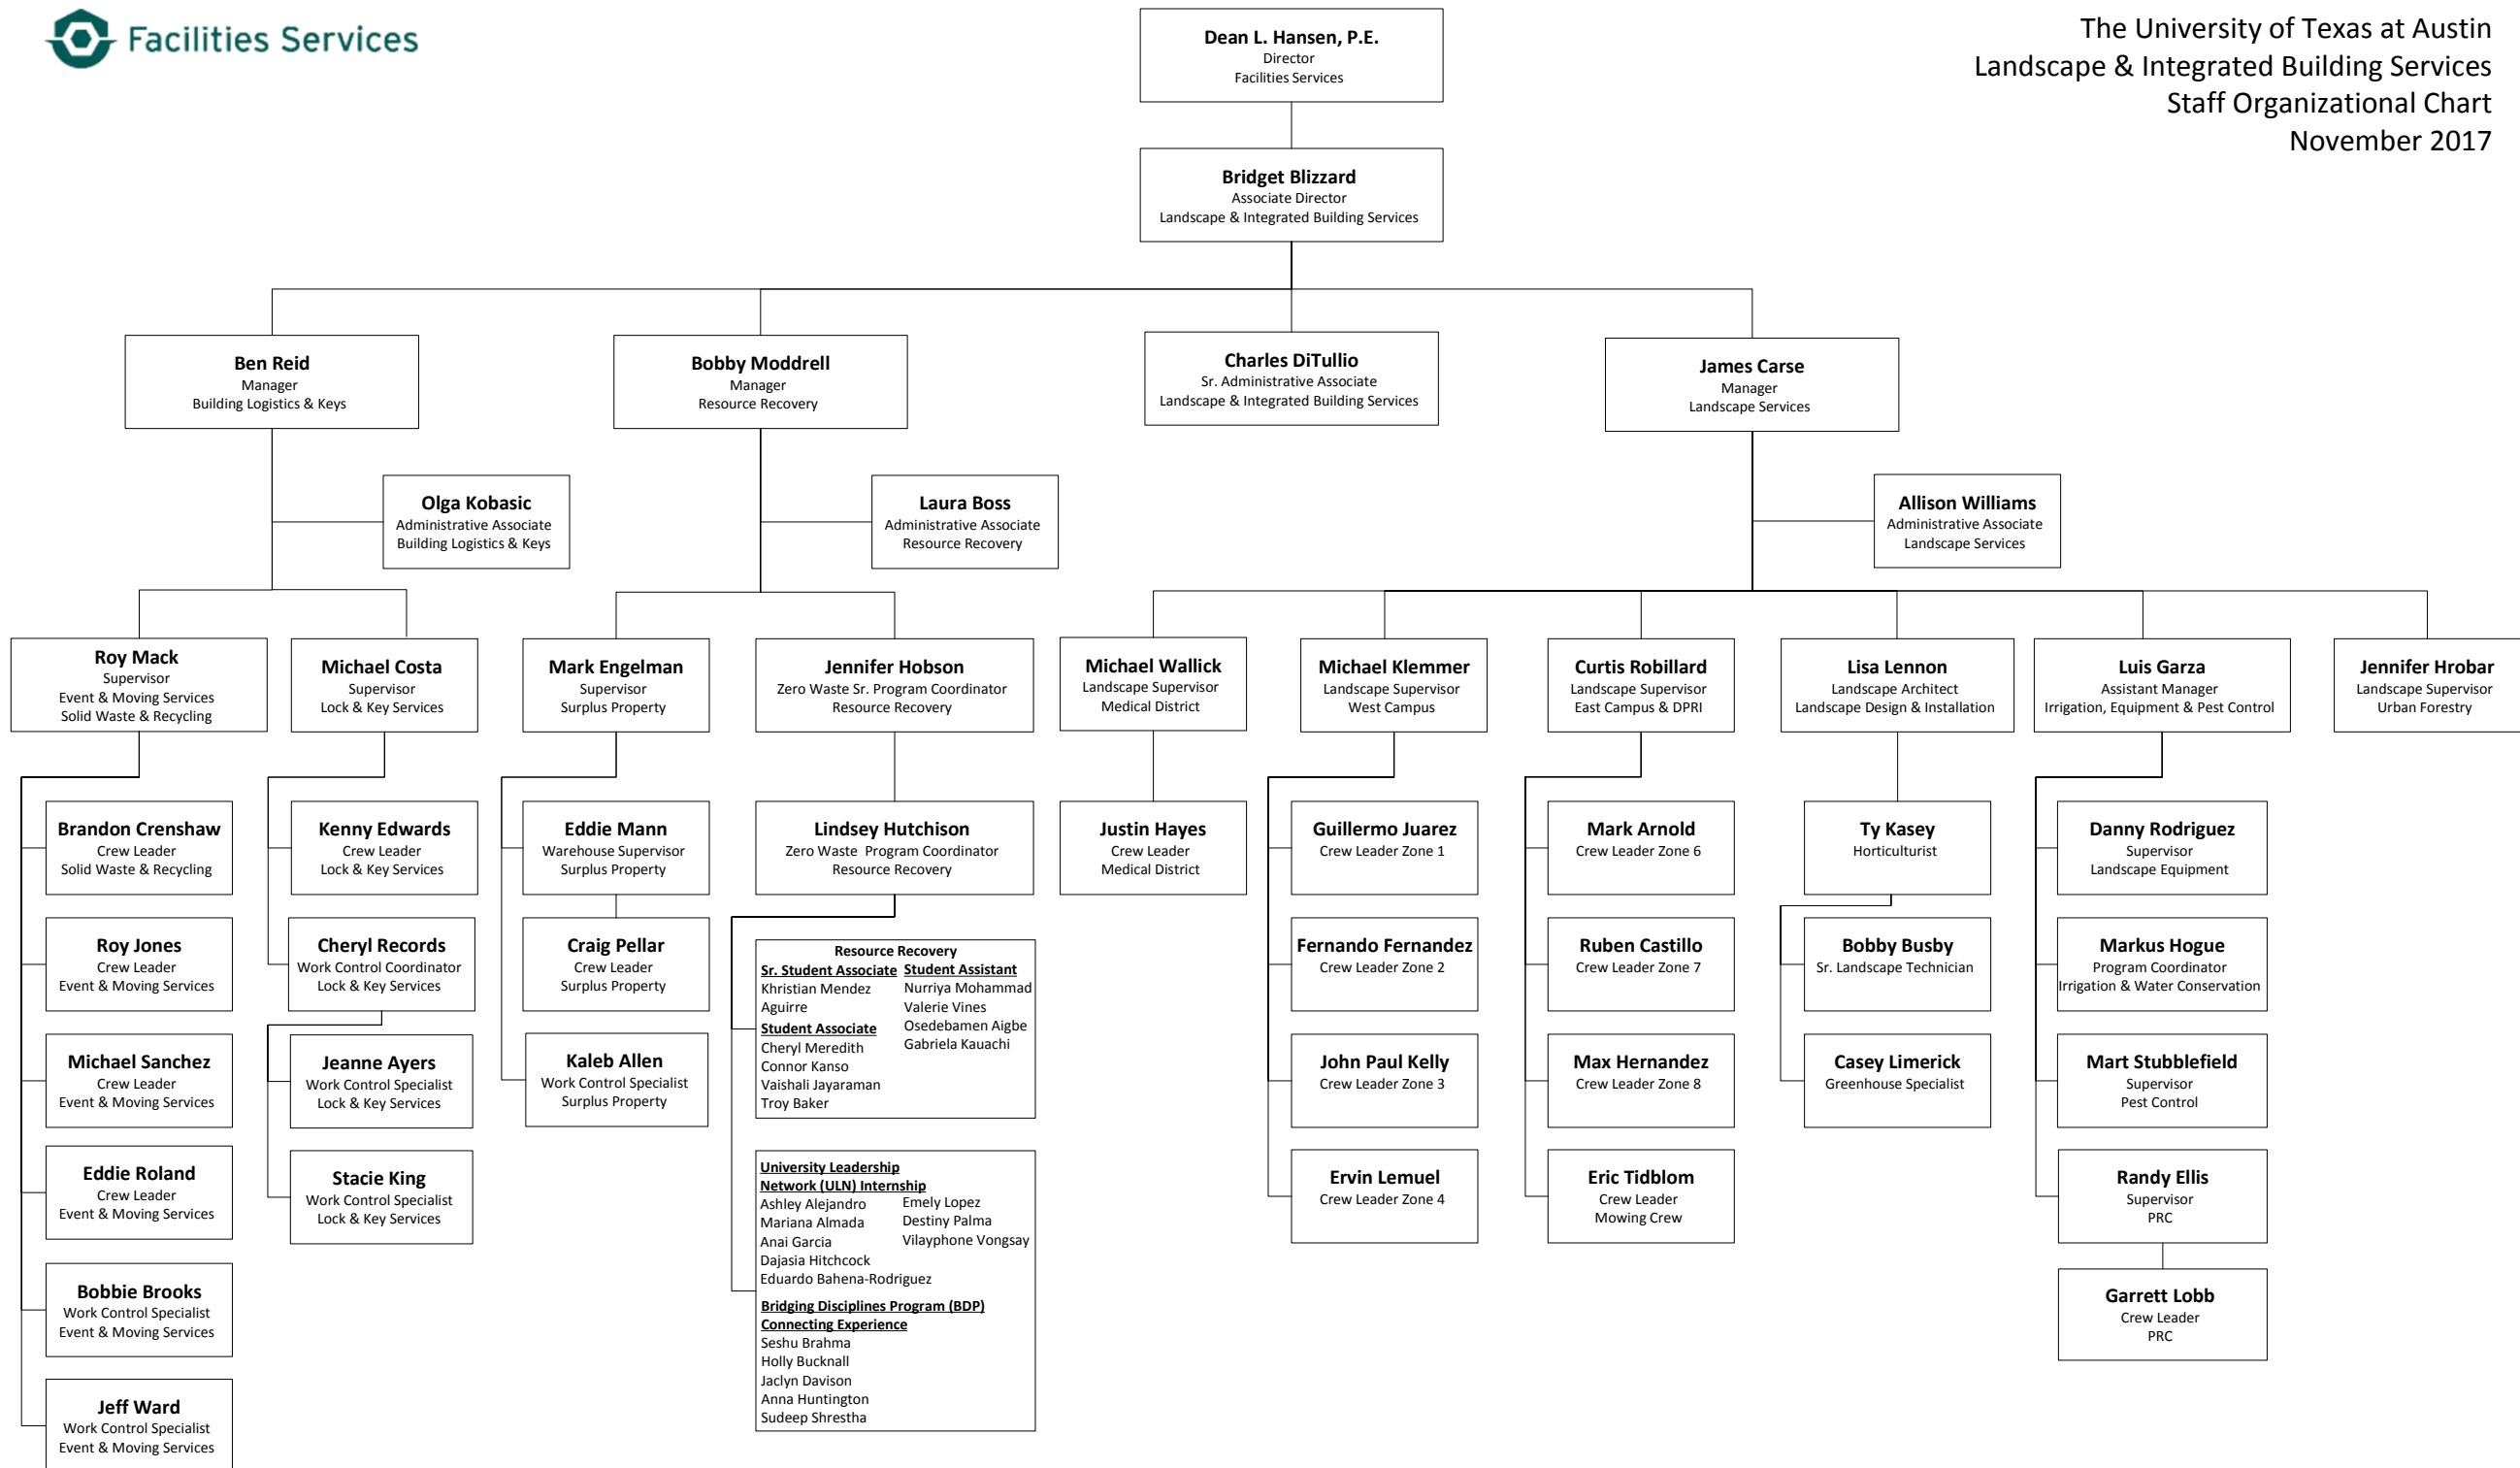 Facilities Services
The University of Texas at Austin
Landscape & Integrated Building Services
Staff Organizational Chart
November 2017
Dean L. Hansen, P.E.
Director
Facilities Services
Bridget Blizzard
Associate Director
Landscape & Integrated Building Services
Ben Reid
Manager
Building Logistics & Keys
Bobby Moddrell
Manager
Resource Recovery
Charles DiTullio
Sr. Administrative Associate
Landscape & Integrated Building Services
James Carse
Manager
Landscape Services
Olga Kobasic
Administrative Associate
Building Logistics & Keys
Laura Boss
Administrative Associate
Resource Recovery
Allison Williams
Administrative Associate
Landscape Services
Roy Mack
Supervisor
Event & Moving Services
Solid Waste & Recycling
Michael Costa
Supervisor
Lock & Key Services
Mark Engelman
Supervisor
Surplus Property
Jennifer Hobson
Zero Waste Sr. Program Coordinator
Resource Recovery
Michael Wallick
Landscape Supervisor
Medical District
Michael Klemmer
Landscape Supervisor
West Campus
Curtis Robillard
Landscape Supervisor
East Campus & DPRI
Lisa Lennon
Landscape Architect
Landscape Design & Installation
Luis Garza
Assistant Manager
Irrigation, Equipment & Pest Control
Jennifer Hrobar
Landscape Supervisor
Urban Forestry
Brandon Crenshaw
Crew Leader
Solid Waste & Recycling
Roy Jones
Crew Leader
Event & Moving Services
Michael Sanchez
Crew Leader
Event & Moving Services
Eddie Roland
Crew Leader
Event & Moving Services
Bobbie Brooks
Work Control Specialist
Event & Moving Services
Jeff Ward
Work Control Specialist
Event & Moving Services
Kenny Edwards
Crew Leader
Lock & Key Services
Cheryl Records
Work Control Coordinator
Lock & Key Services
Jeanne Ayers
Work Control Specialist
Lock & Key Services
Stacie King
Work Control Specialist
Lock & Key Services
Eddie Mann
Warehouse Supervisor
Surplus Property
Craig Pellar
Crew Leader
Surplus Property
Kaleb Allen
Work Control Specialist
Surplus Property
Lindsey Hutchison
Zero Waste  Program Coordinator
Resource Recovery
Resource Recovery
Sr. Student Associate
Khristian Mendez
Aguirre
Student Associate
Cheryl Meredith
Connor Kanso
Vaishali Jayaraman
Troy Baker
Student Assistant
Nurriya Mohammad
Valerie Vines
Osedebamen Aigbe
Gabriela Kauachi
University Leadership
Network (ULN) Internship
Ashley Alejandro
Mariana Almada
Anai Garcia
Dajasia Hitchcock
Eduardo Bahena-Rodriguez
Emely Lopez
Destiny Palma
Vilayphone Vongsay
Bridging Disciplines Program (BDP)
Connecting Experience
Seshu Brahma
Holly Bucknall
Jaclyn Davison
Anna Huntington
Sudeep Shrestha
Justin Hayes
Crew Leader
Medical District
Guillermo Juarez
Crew Leader Zone 1
Fernando Fernandez
Crew Leader Zone 2
John Paul Kelly
Crew Leader Zone 3
Ervin Lemuel
Crew Leader Zone 4
Mark Arnold
Crew Leader Zone 6
Ruben Castillo
Crew Leader Zone 7
Max Hernandez
Crew Leader Zone 8
Eric Tidblom
Crew Leader
Mowing Crew
Ty Kasey
Horticulturist
Bobby Busby
Sr. Landscape Technician
Casey Limerick
Greenhouse Specialist
Danny Rodriguez
Supervisor
Landscape Equipment
Markus Hogue
Program Coordinator
Irrigation & Water Conservation
Mart Stubblefield
Supervisor
Pest Control
Randy Ellis
Supervisor
PRC
Garrett Lobb
Crew Leader
PRC